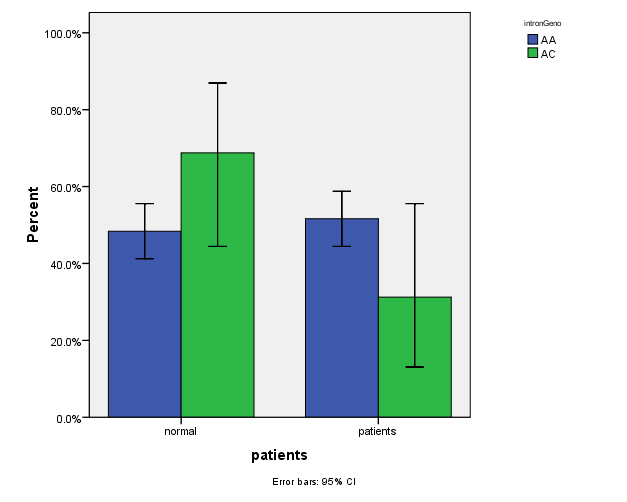 intronGeno
AA
AC
100.0%
80.0%
60.0%
40.0%
20.0%
0.0%
Percent
normal
patients
patients
Error bars: 95% CI